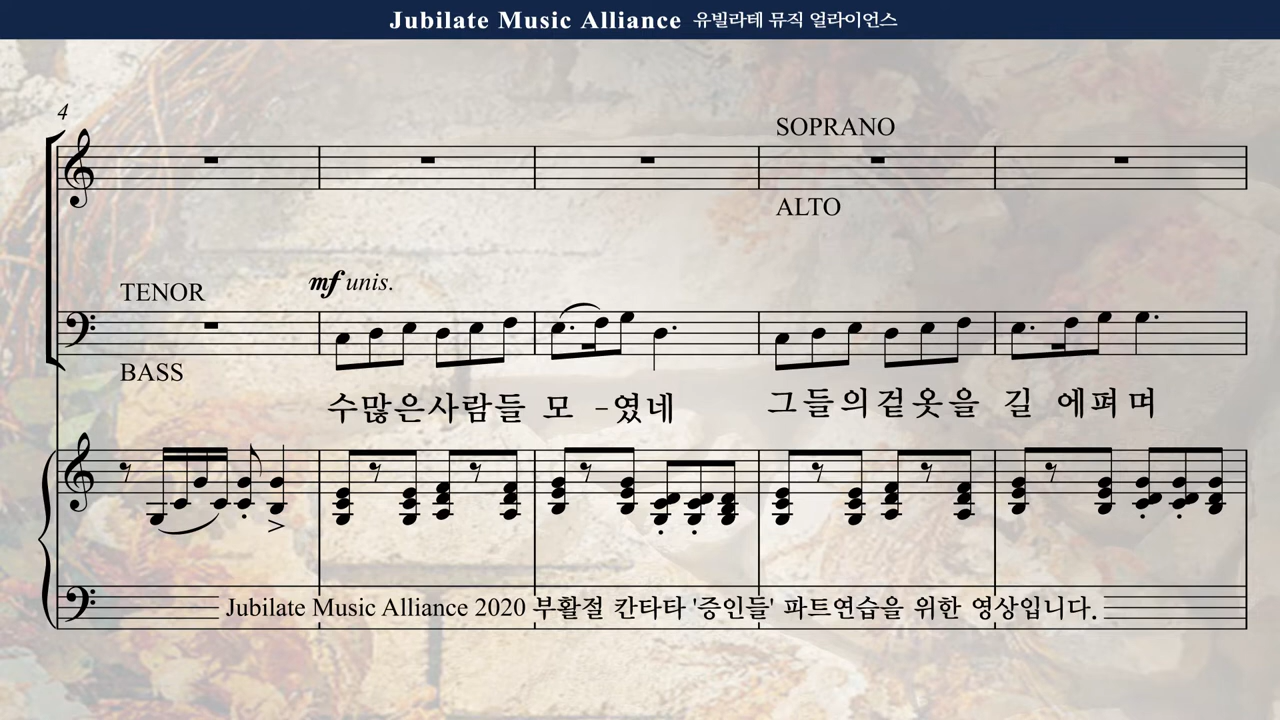 Jubilate Music Alliance 유빌라테 뮤직 얼라이언스
4
SOPRANO
ALTO
TENOR
mf unis.
BASS
수많은사람들 모 -였네 그들의겉옷을 길 에펴며
Jubilate Music Alliance 2020 부활절 칸타타 '증인들' 파트연습을 위한 영상입니다.